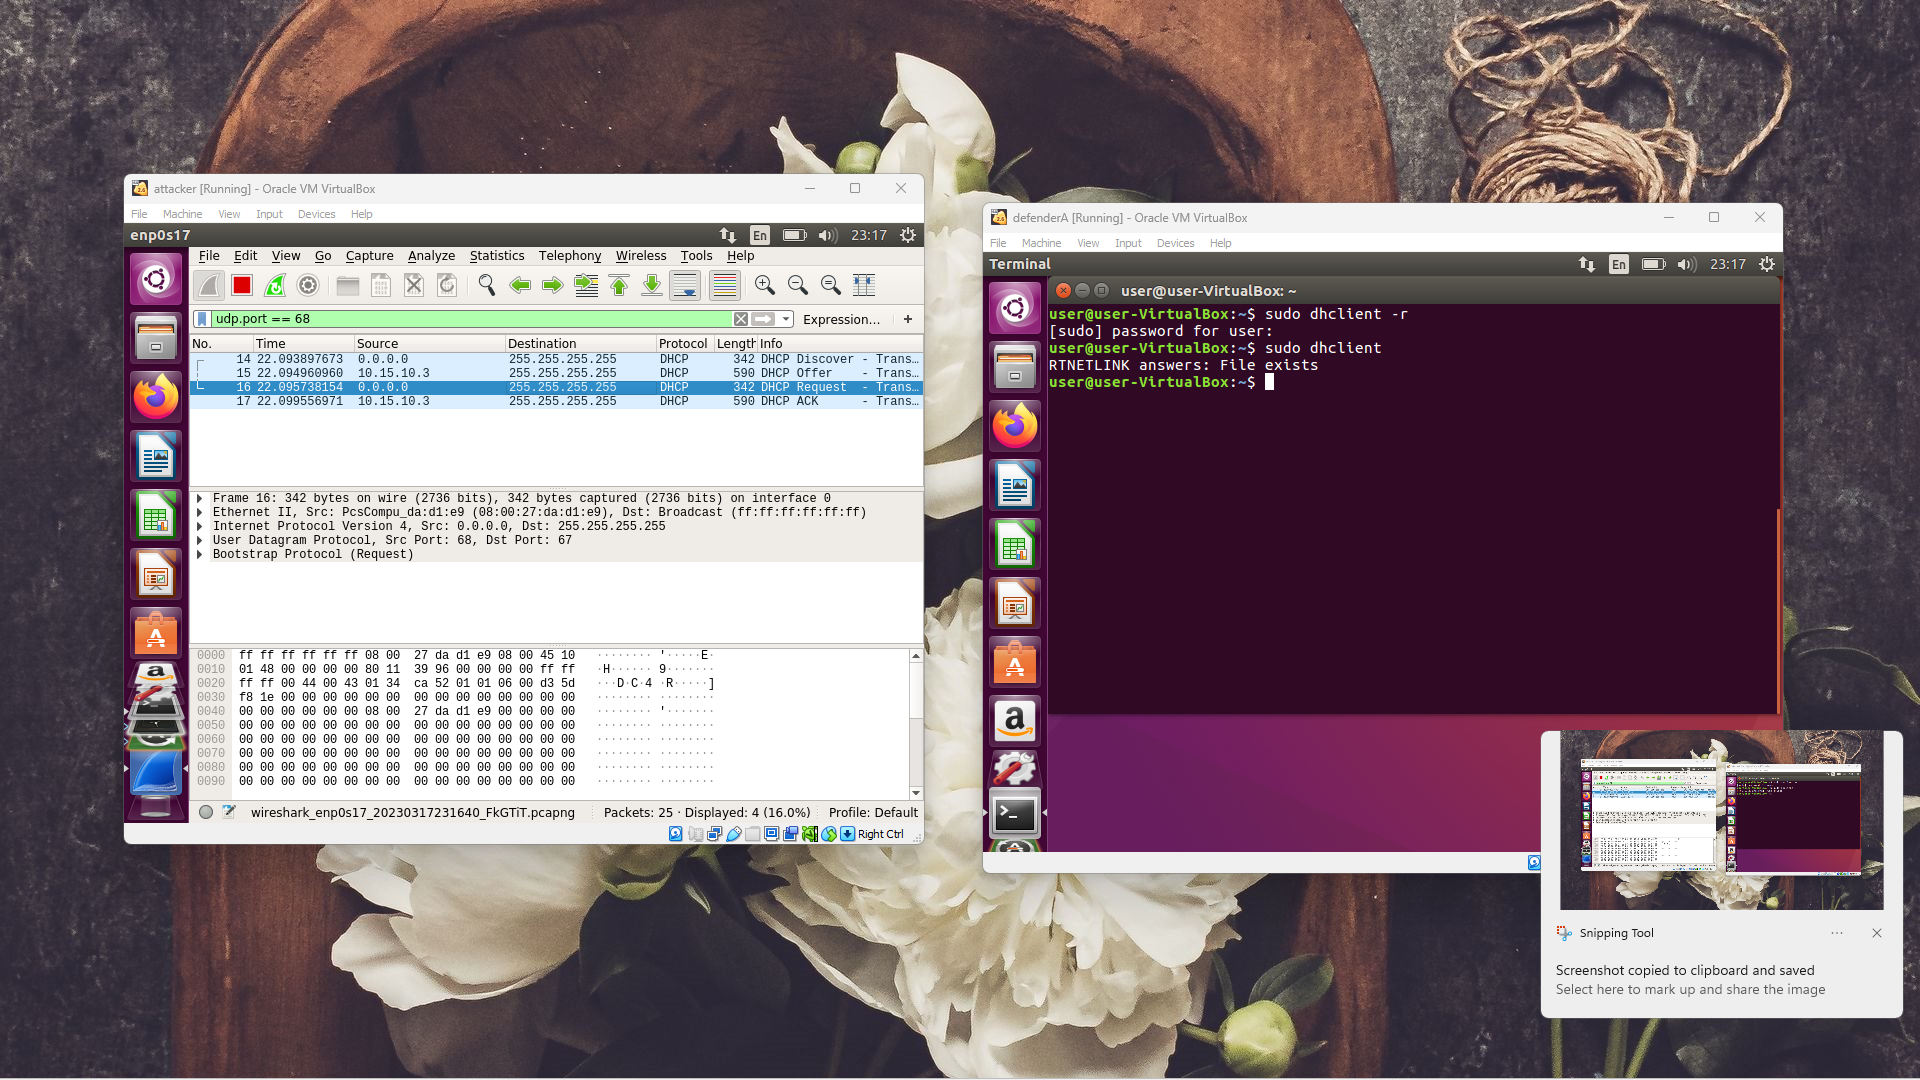 attacker [Running] - Oracle VM VirtualBox
File Machine View Input Devices Help
enp0s17 En 23:17
File Edit View Go Capture Analyze Statistics Telephony Wireless Tools Help
udp.port == 68 Expression… +
No. Time Source Destination Protocol Length Info
14 22.093897673 0.0.0.0 255.255.255.255 DHCP 342 DHCP Discover - Trans…
15 22.094960960 10.15.10.3 255.255.255.255 DHCP 590 DHCP Offer - Trans…
16 22.095738154 0.0.0.0 255.255.255.255 DHCP 342 DHCP Request - Trans…
17 22.099556971 10.15.10.3 255.255.255.255 DHCP 590 DHCP ACK - Trans…
Frame 16: 342 bytes on wire (2736 bits), 342 bytes captured (2736 bits) on interface 0
Ethernet II, Src: PcsCompu_da:d1:e9 (08:00:27:da:d1:e9), Dst: Broadcast (ff:ff:ff:ff:ff:ff)
Internet Protocol Version 4, Src: 0.0.0.0, Dst: 255.255.255.255
User Datagram Protocol, Src Port: 68, Dst Port: 67
Bootstrap Protocol (Request)
0000 ff ff ff ff ff ff 08 00 27 da d1 e9 08 00 45 10 ········ '·····E·
0010 01 48 00 00 00 00 80 11 39 96 00 00 00 00 ff ff ·H······ 9·······
0020 ff ff 00 44 00 43 01 34 ca 52 01 01 06 00 d3 5d ···D·C·4 ·R·····]
0030 f8 1e 00 00 00 00 00 00 00 00 00 00 00 00 00 00 ········ ········
0040 00 00 00 00 00 00 08 00 27 da d1 e9 00 00 00 00 ········ '·······
0050 00 00 00 00 00 00 00 00 00 00 00 00 00 00 00 00 ········ ········
0060 00 00 00 00 00 00 00 00 00 00 00 00 00 00 00 00 ········ ········
0070 00 00 00 00 00 00 00 00 00 00 00 00 00 00 00 00 ········ ········
0080 00 00 00 00 00 00 00 00 00 00 00 00 00 00 00 00 ········ ········
0090 00 00 00 00 00 00 00 00 00 00 00 00 00 00 00 00 ········ ········
wireshark_enp0s17_20230317231640_FkGTiT.pcapng Packets: 25 · Displayed: 4 (16.0%) Profile: Default
Right Ctrl
defenderA [Running] - Oracle VM VirtualBox
File Machine View Input Devices Help
Terminal En 23:17
user@user-VirtualBox: ~
user@user-VirtualBox:~$ sudo dhclient -r
[sudo] password for user:
user@user-VirtualBox:~$ sudo dhclient
RTNETLINK answers: File exists
user@user-VirtualBox:~$
Snipping Tool
Screenshot copied to clipboard and saved
Select here to mark up and share the image